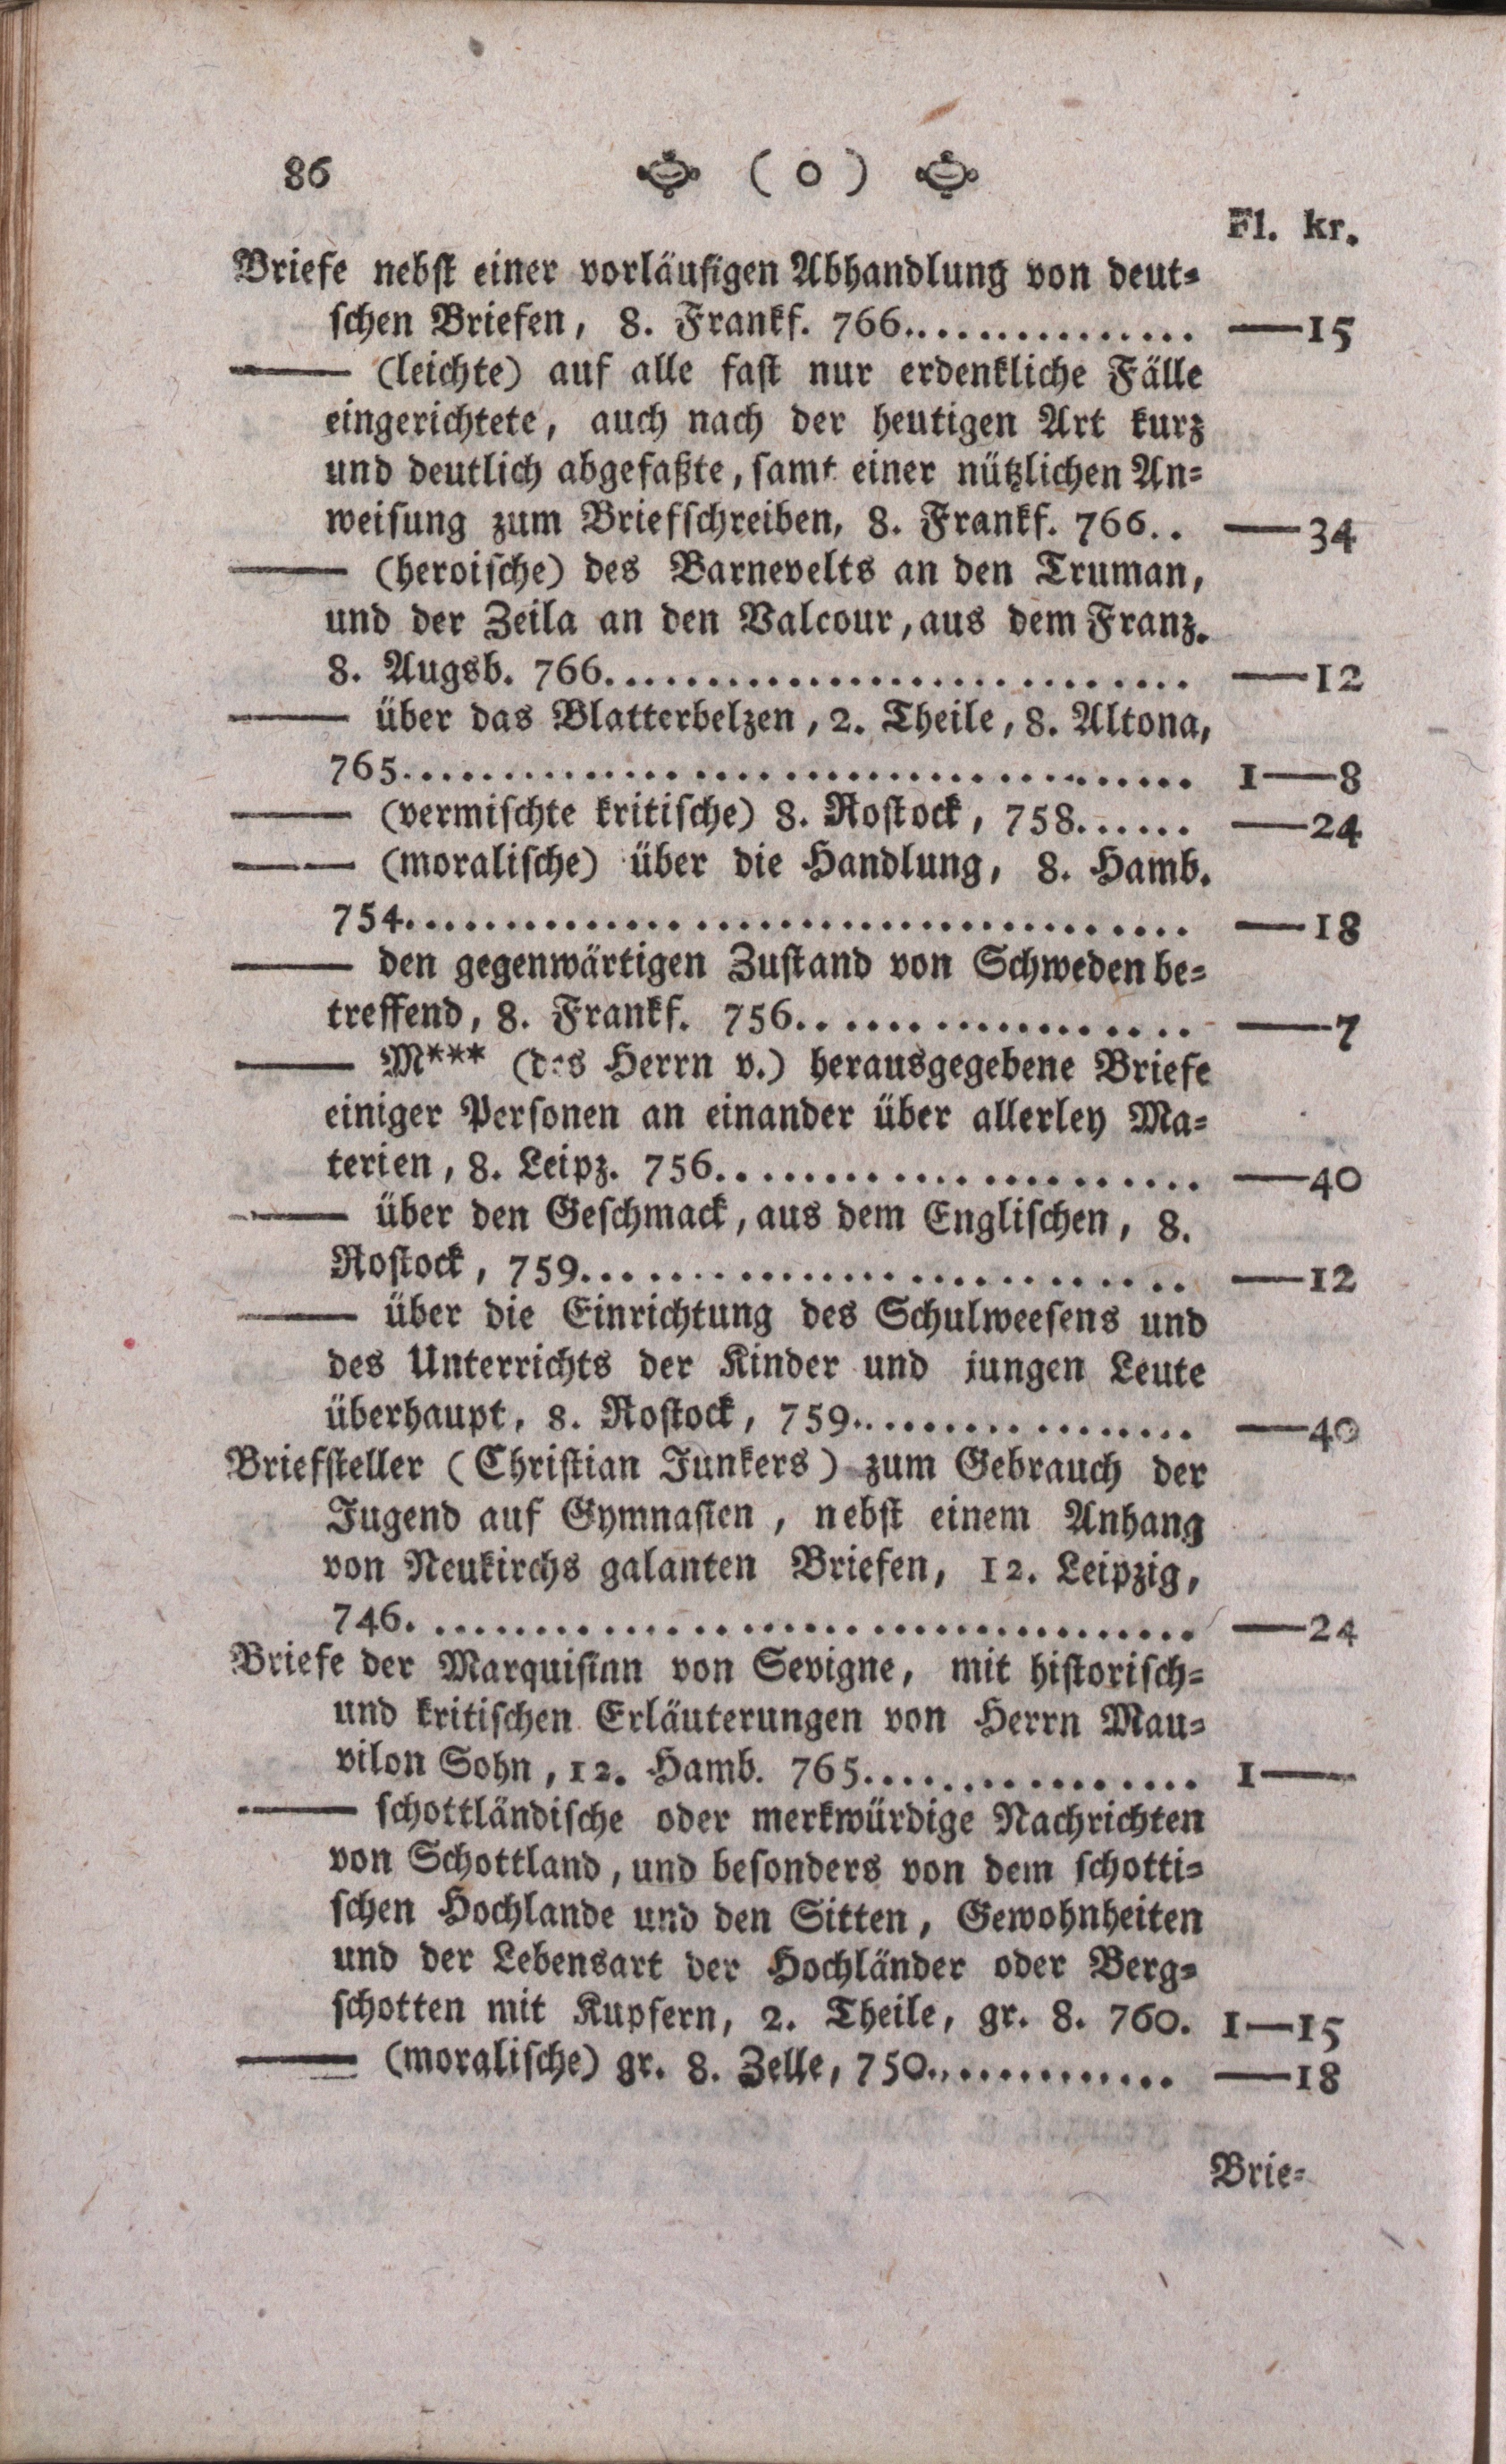 86 ( o )
Fl. kr.
Briefe nebst einer vorläufigen Abhandlung von deut-
schen Briefen, 8. Frankf. 766............... —15
—— (leichte) auf alle fast nur erdenkliche Fälle
eingerichtete, auch nach der heutigen Art kurz
und deutlich abgefaßte, samt einer nützlichen An-
weisung zum Briefschreiben, 8. Frankf. 766.. —34
—— (heroische) des Barnevelts an den Truman,
und der Zeila an den Valcour, aus dem Franz.
8. Augsb. 766............................. —12
—— über das Blatterbelzen, 2. Theile, 8. Altona,
765....................................... 1—8
—— (vermischte kritische) 8. Rostock, 758...... —24
—— (moralische) über die Handlung, 8. Hamb.
754....................................... —18
—— den gegenwärtigen Zustand von Schweden be-
treffend, 8. Frankf. 756.................... —7
—— M*** (des Herrn v.) herausgegebene Briefe
einiger Personen an einander über allerley Ma-
terien, 8. Leipz. 756........................ —40
—— über den Geschmack, aus dem Englischen, 8.
Rostock, 759.............................. —12
—— über die Einrichtung des Schulweesens und
des Unterrichts der Kinder und jungen Leute
überhaupt, 8. Rostock, 759................. —40
Briefsteller (Christian Junkers) zum Gebrauch der
Jugend auf Gymnasien, nebst einem Anhang
von Neukirchs galanten Briefen, 12. Leipzig,
746. ...................................... —24
Briefe der Marquisinn von Sevigne, mit historisch-
und kritischen Erläuterungen von Herrn Mau-
vilon Sohn, 12. Hamb. 765................. 1——
—— schottländische oder merkwürdige Nachrichten
von Schottland, und besonders von dem schotti-
schen Hochlande und den Sitten, Gewohnheiten
und der Lebensart der Hochländer oder Berg-
schotten mit Kupfern, 2. Theile, gr. 8. 760. 1—15
—— (moralische) gr. 8. Zelle, 750............. —18
Brie-